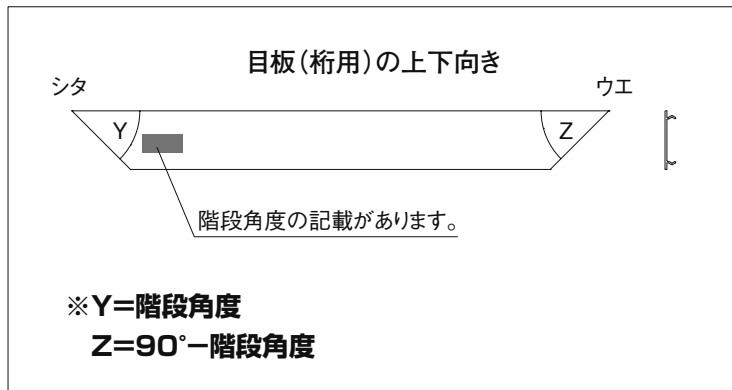 目板(桁用)の上下向き
シタ
ウエ
Y
Z
階段角度の記載があります。
※Y=階段角度
Z=90°−階段角度